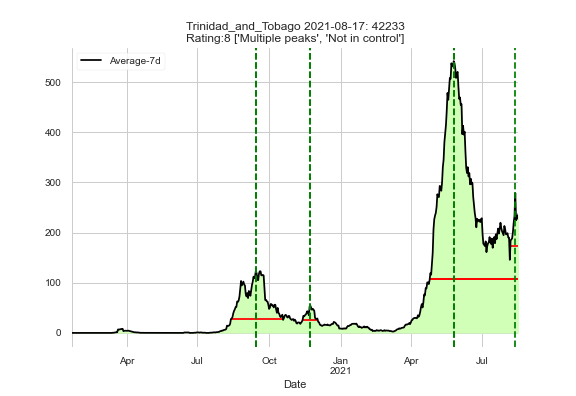 Trinidad_and_Tobago 2021-08-17: 42233
Rating:8 ['Multiple peaks', 'Not in control']
Average-7d
500
400
300
200
100
0
Apr Jul Oct Jan Apr Jul
2021
Date